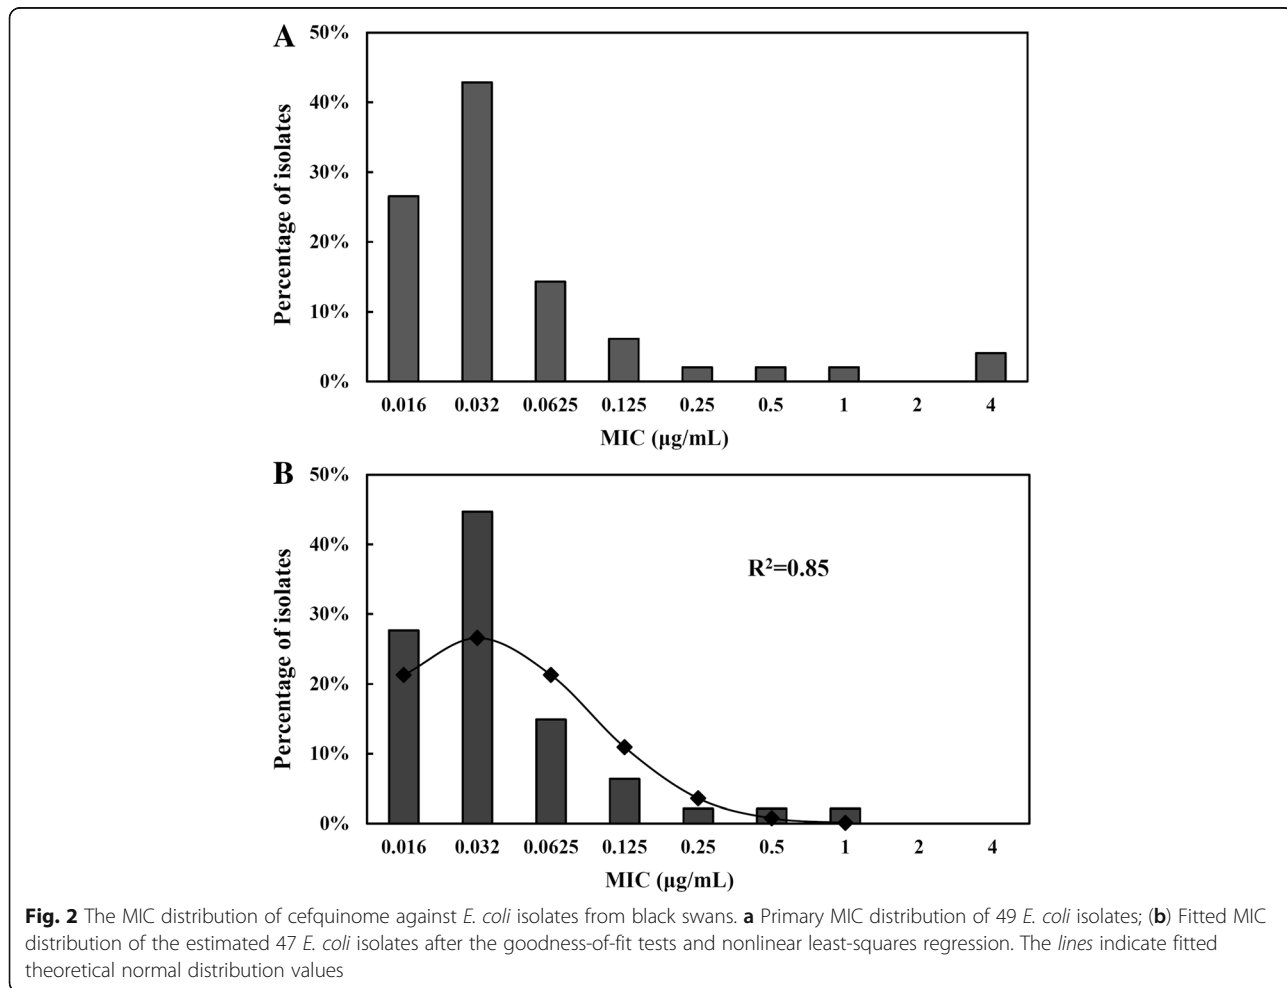 A
50%
40%
30%
20%
10%
0%
Percentage of isolates
0.016 0.032 0.0625 0.125 0.25 0.5 1 2 4
MIC (μg/mL)
B
50%
40%
30%
20%
10%
0%
Percentage of isolates
R²=0.85
0.016 0.032 0.0625 0.125 0.25 0.5 1 2 4
MIC (μg/mL)
Fig. 2 The MIC distribution of cefquinome against E. coli isolates from black swans. a Primary MIC distribution of 49 E. coli isolates; (b) Fitted MIC
distribution of the estimated 47 E. coli isolates after the goodness-of-fit tests and nonlinear least-squares regression. The lines indicate fitted
theoretical normal distribution values